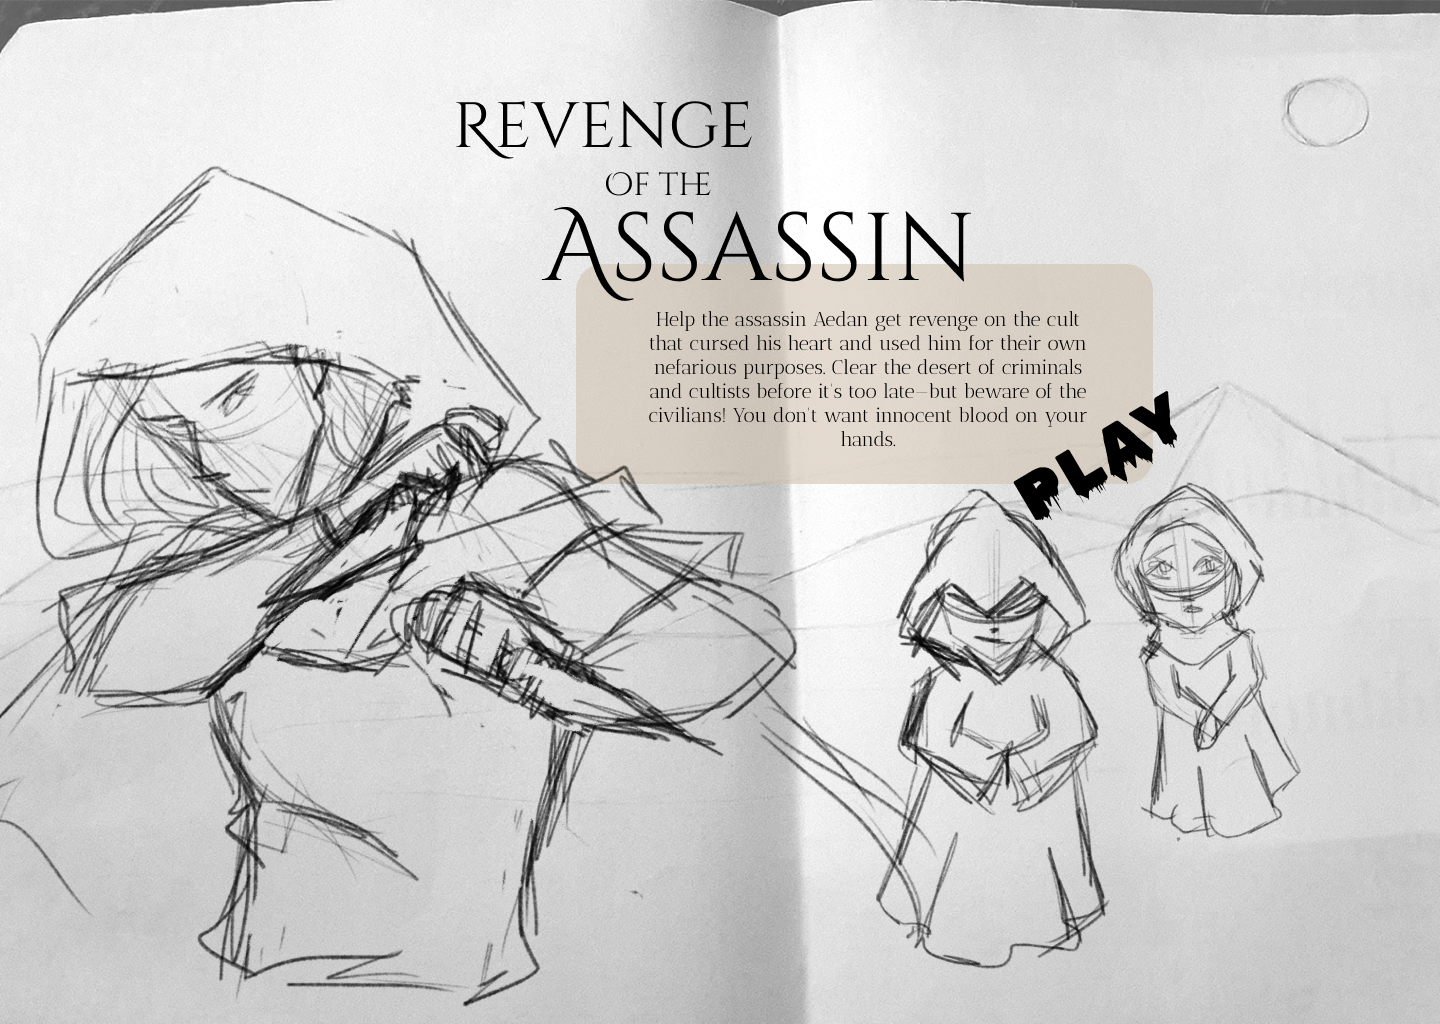 REVENGE
OF THE
ASSASSIN
Help the assassin Aedan get revenge on the cult
that cursed his heart and used him for their own
nefarious purposes. Clear the desert of criminals
and cultists before it's too late—but beware of the
civilians! You don't want innocent blood on your
hands.
PLAY